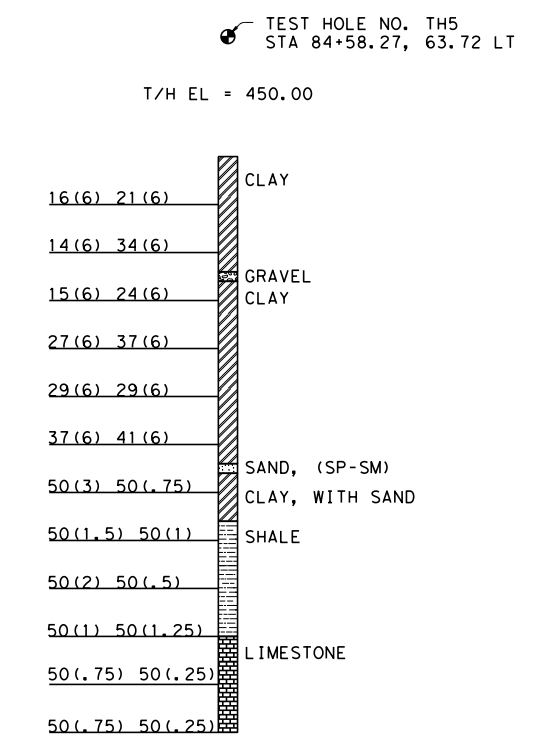 TEST HOLE NO. TH5
STA 84+58.27, 63.72 LT
T/H EL = 450.00
CLAY
16(6) 21(6)
14(6) 34(6)
GRAVEL
15(6) 24(6)
CLAY
27(6) 37(6)
29(6) 29(6)
37(6) 41(6)
SAND, (SP-SM)
50(3) 50(.75)
CLAY, WITH SAND
50(1.5) 50(1)
SHALE
50(2) 50(.5)
50(1) 50(1.25)
LIMESTONE
50(.75) 50(.25)
50(.75) 50(.25)